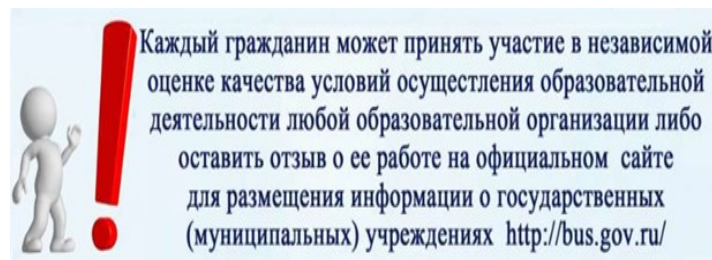 Каждый гражданин может принять участие в независимой
оценке качества условий осущестления образовательной
деятельности любой образовательной организации либо
оставить отзыв о ее работе на официальном сайте
для размещения информации о государственных
(муниципальных) учреждениях http://bus.gov.ru/